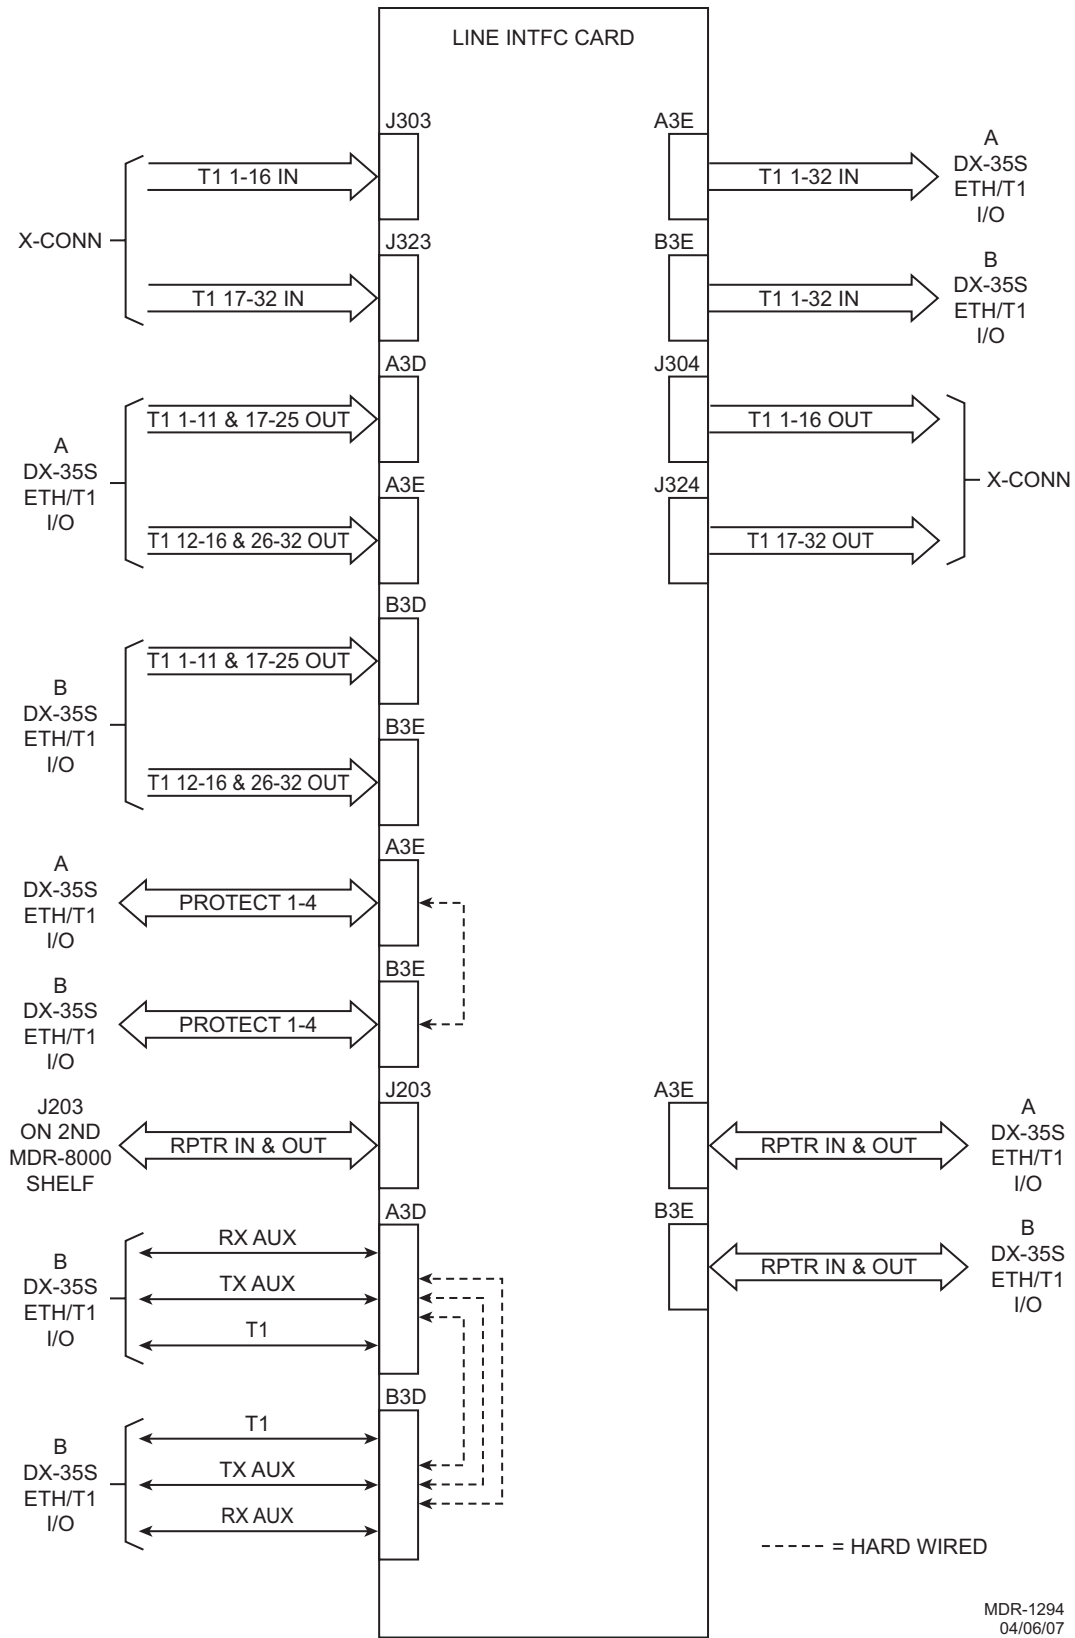 LINE INTFC CARD
J303
A3E
T1 1-16 IN
T1 1-32 IN
A
DX-35S
ETH/T1
I/O
X-CONN
J323
B3E
T1 17-32 IN
T1 1-32 IN
B
DX-35S
ETH/T1
I/O
A3D
J304
T1 1-11 & 17-25 OUT
T1 1-16 OUT
A
DX-35S
ETH/T1
I/O
X-CONN
A3E
J324
T1 12-16 & 26-32 OUT
T1 17-32 OUT
B3D
T1 1-11 & 17-25 OUT
B
DX-35S
ETH/T1
I/O
B3E
T1 12-16 & 26-32 OUT
A3E
A
DX-35S
ETH/T1
I/O
PROTECT 1-4
B3E
B
DX-35S
ETH/T1
I/O
PROTECT 1-4
J203
A3E
J203
ON 2ND
MDR-8000
SHELF
RPTR IN & OUT
RPTR IN & OUT
A
DX-35S
ETH/T1
I/O
A3D
B3E
RX AUX
TX AUX
T1
B
DX-35S
ETH/T1
I/O
RPTR IN & OUT
B
DX-35S
ETH/T1
I/O
B3D
T1
TX AUX
RX AUX
B
DX-35S
ETH/T1
I/O
----- = HARD WIRED
MDR-1294
04/06/07